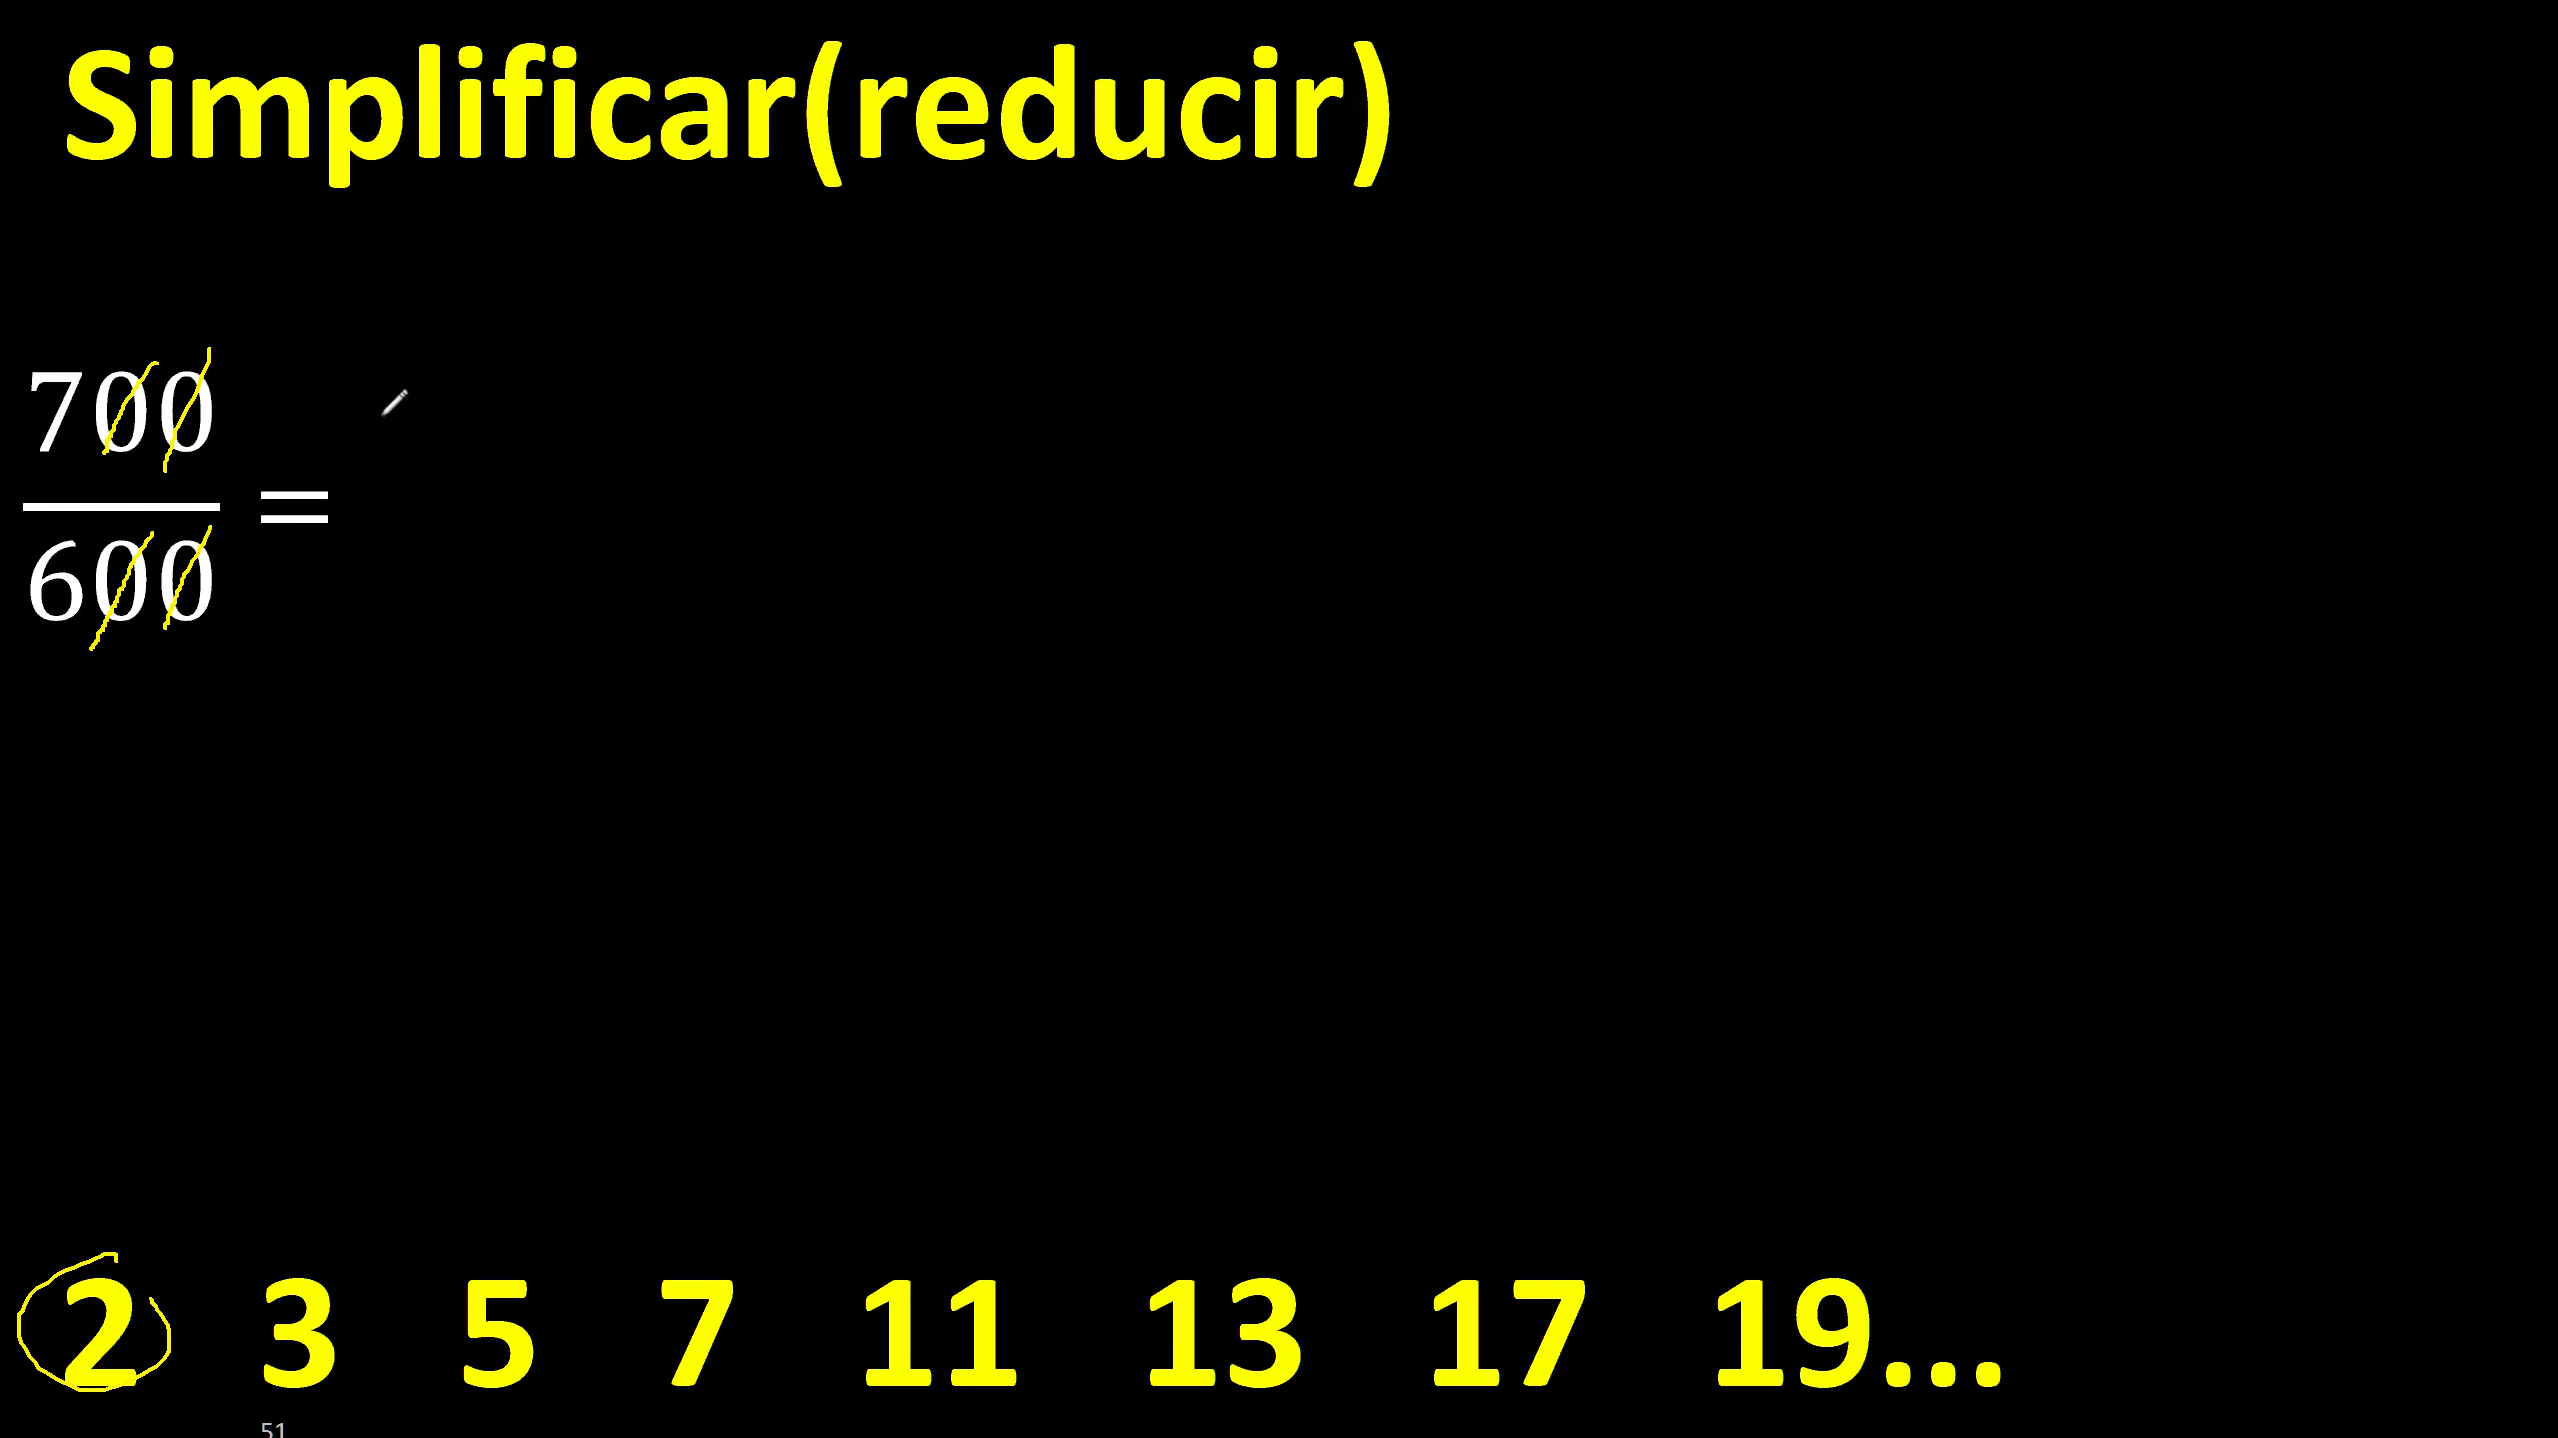 Simplificar(reducir)
700
600 =
2 3 5 7 11 13 17 19...
51